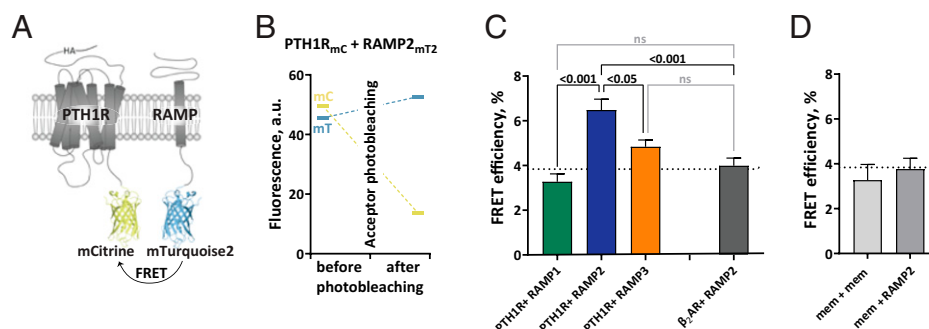 A
HA
PTH1R
RAMP
mCitrine
mTurquoise2
FRET
B
PTH1RmC + RAMP2mT2
Fluorescence, a.u.
60
40
20
0
mC
mT
Acceptor photobleaching
before
after
photobleaching
C
ns
<0.001
<0.001
<0.05
ns
FRET efficiency, %
8
6
4
2
0
PTH1R+ RAMP1
PTH1R+ RAMP2
PTH1R+ RAMP3
β2AR+ RAMP2
D
FRET efficiency, %
8
6
4
2
0
mem + mem
mem + RAMP2